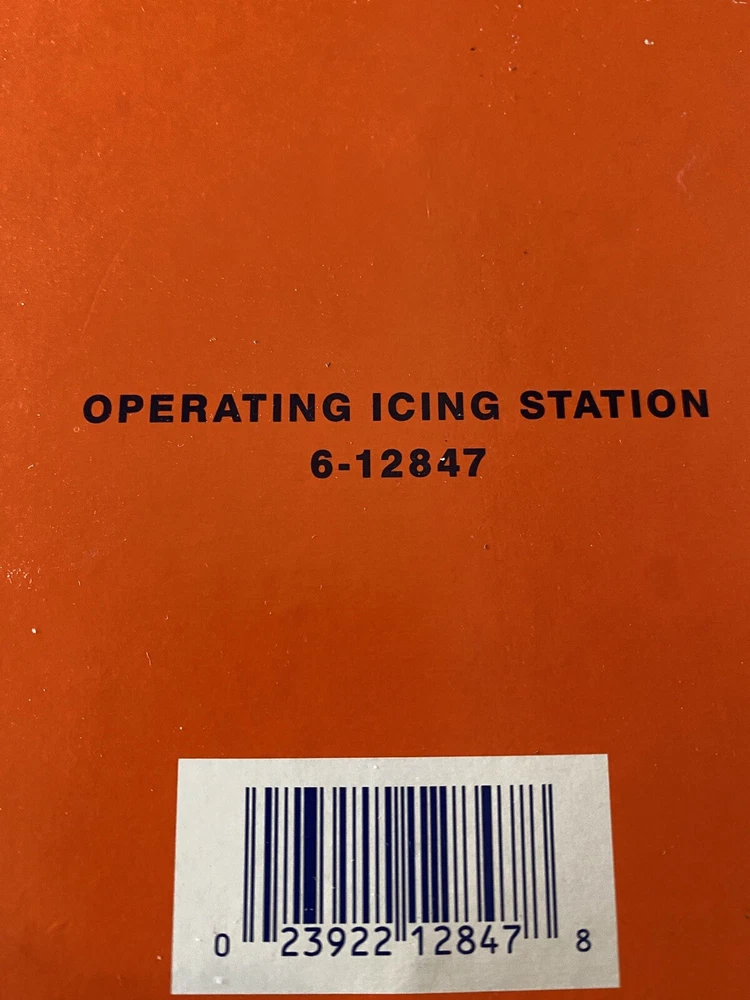 OPERATING ICING STATION
6-12847
0 23922 12847 8